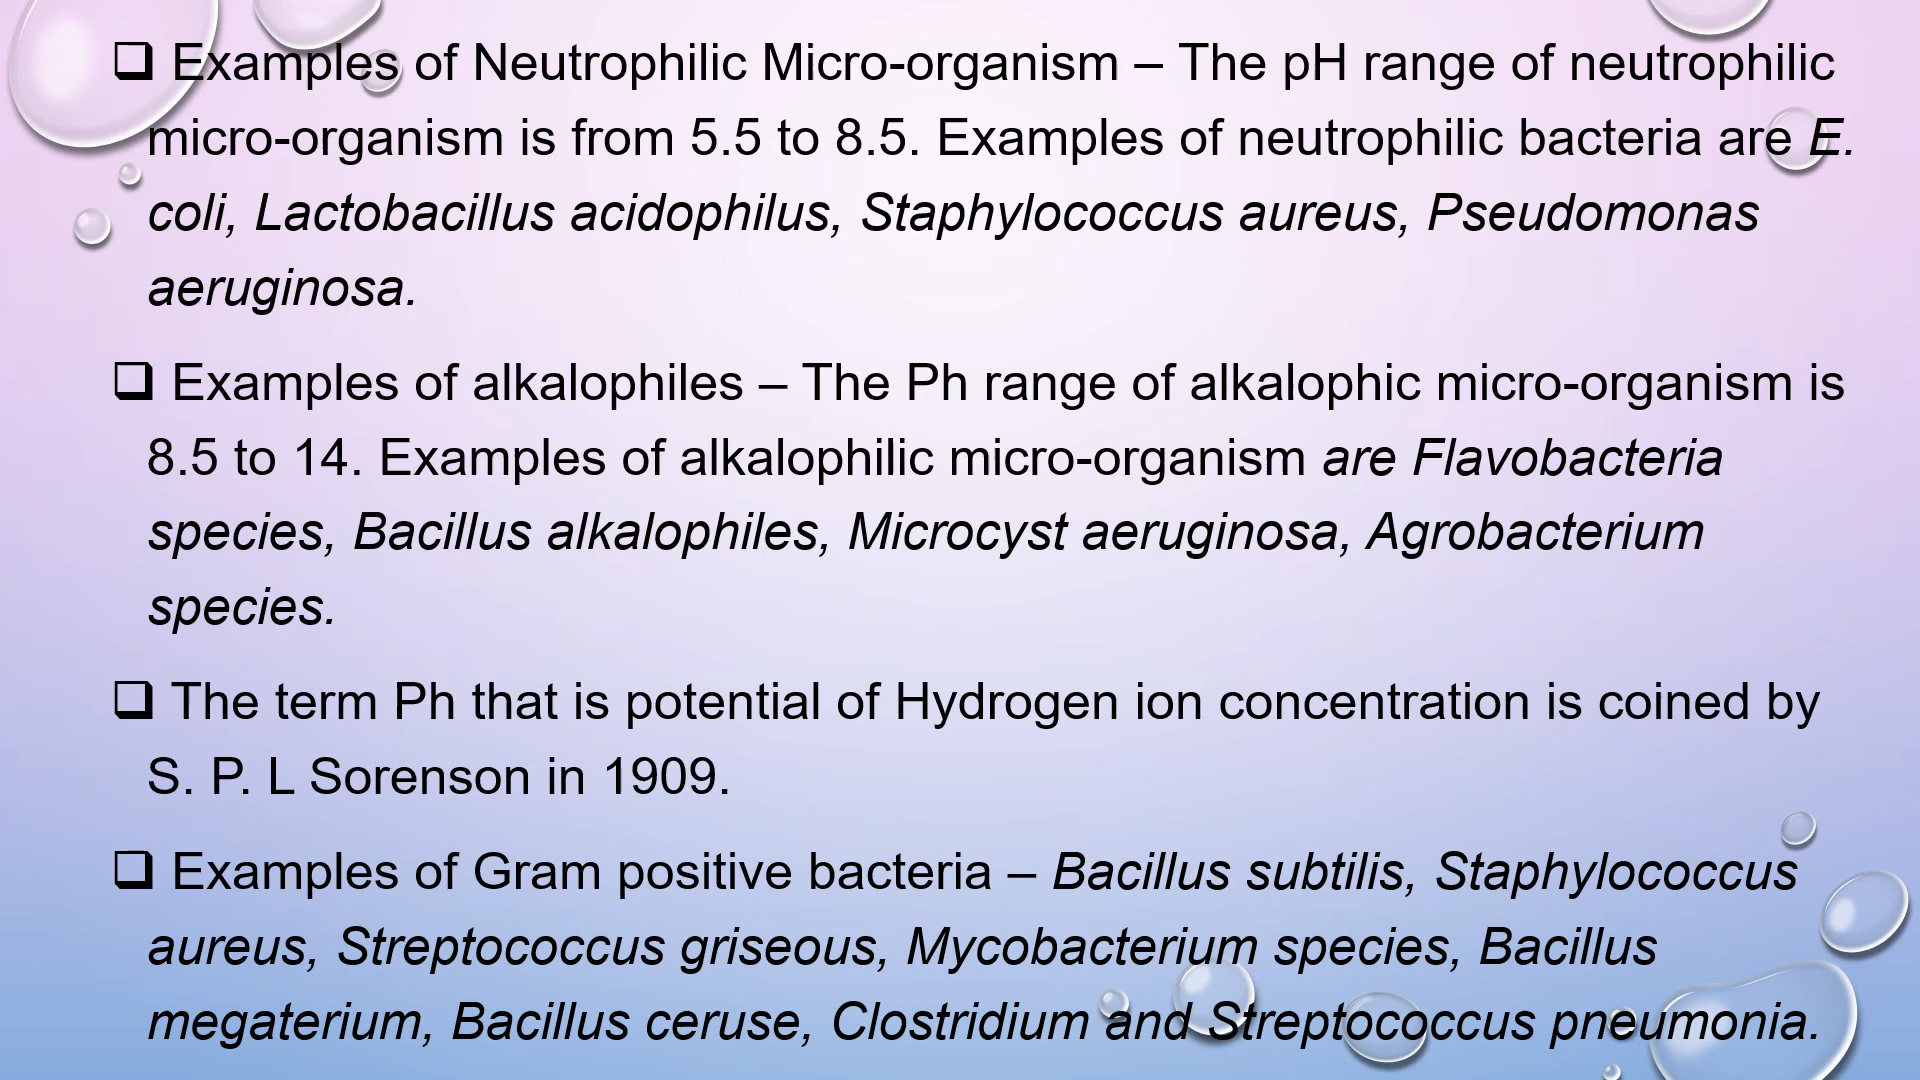 ❑ Examples of Neutrophilic Micro-organism – The pH range of neutrophilic
micro-organism is from 5.5 to 8.5. Examples of neutrophilic bacteria are E.
coli, Lactobacillus acidophilus, Staphylococcus aureus, Pseudomonas
aeruginosa.
❑ Examples of alkalophiles – The Ph range of alkalophic micro-organism is
8.5 to 14. Examples of alkalophilic micro-organism are Flavobacteria
species, Bacillus alkalophiles, Microcyst aeruginosa, Agrobacterium
species.
❑ The term Ph that is potential of Hydrogen ion concentration is coined by
S. P. L Sorenson in 1909.
❑ Examples of Gram positive bacteria – Bacillus subtilis, Staphylococcus
aureus, Streptococcus griseous, Mycobacterium species, Bacillus
megaterium, Bacillus ceruse, Clostridium and Streptococcus pneumonia.